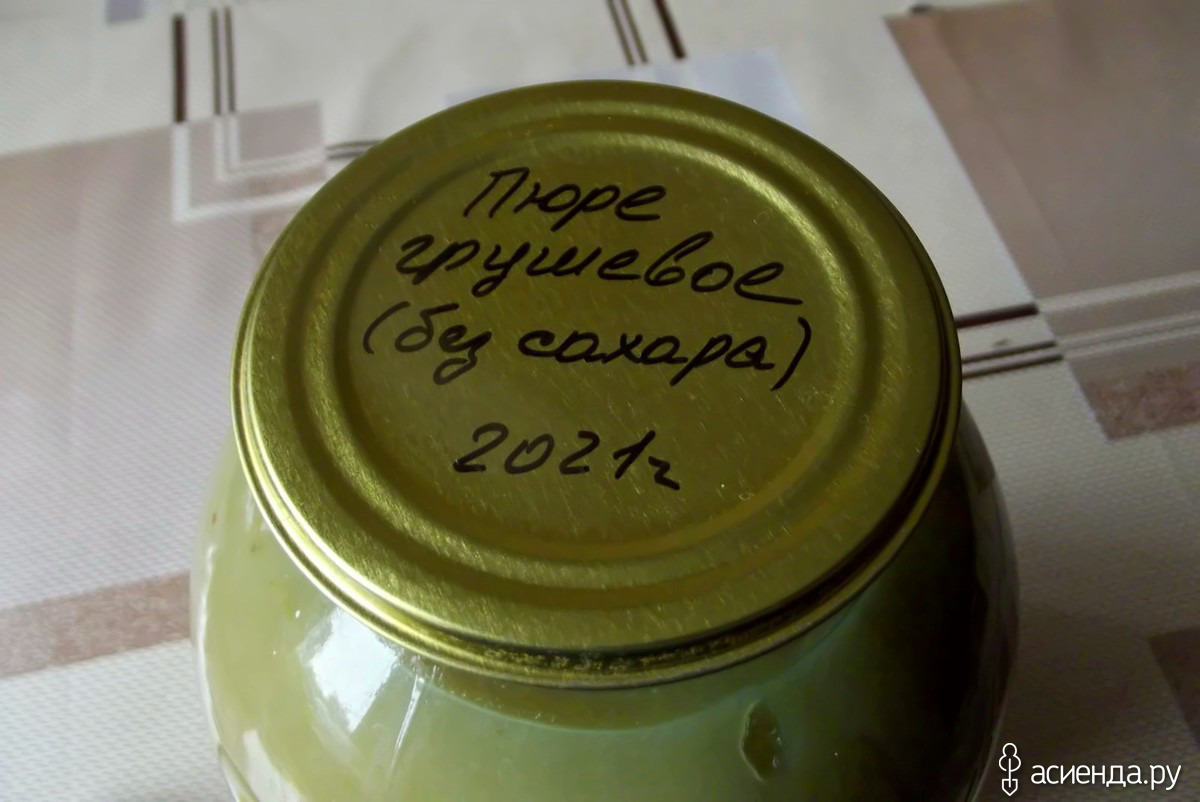 Пюре
грушевое
(без сахара)
2021г
асиенда.ру